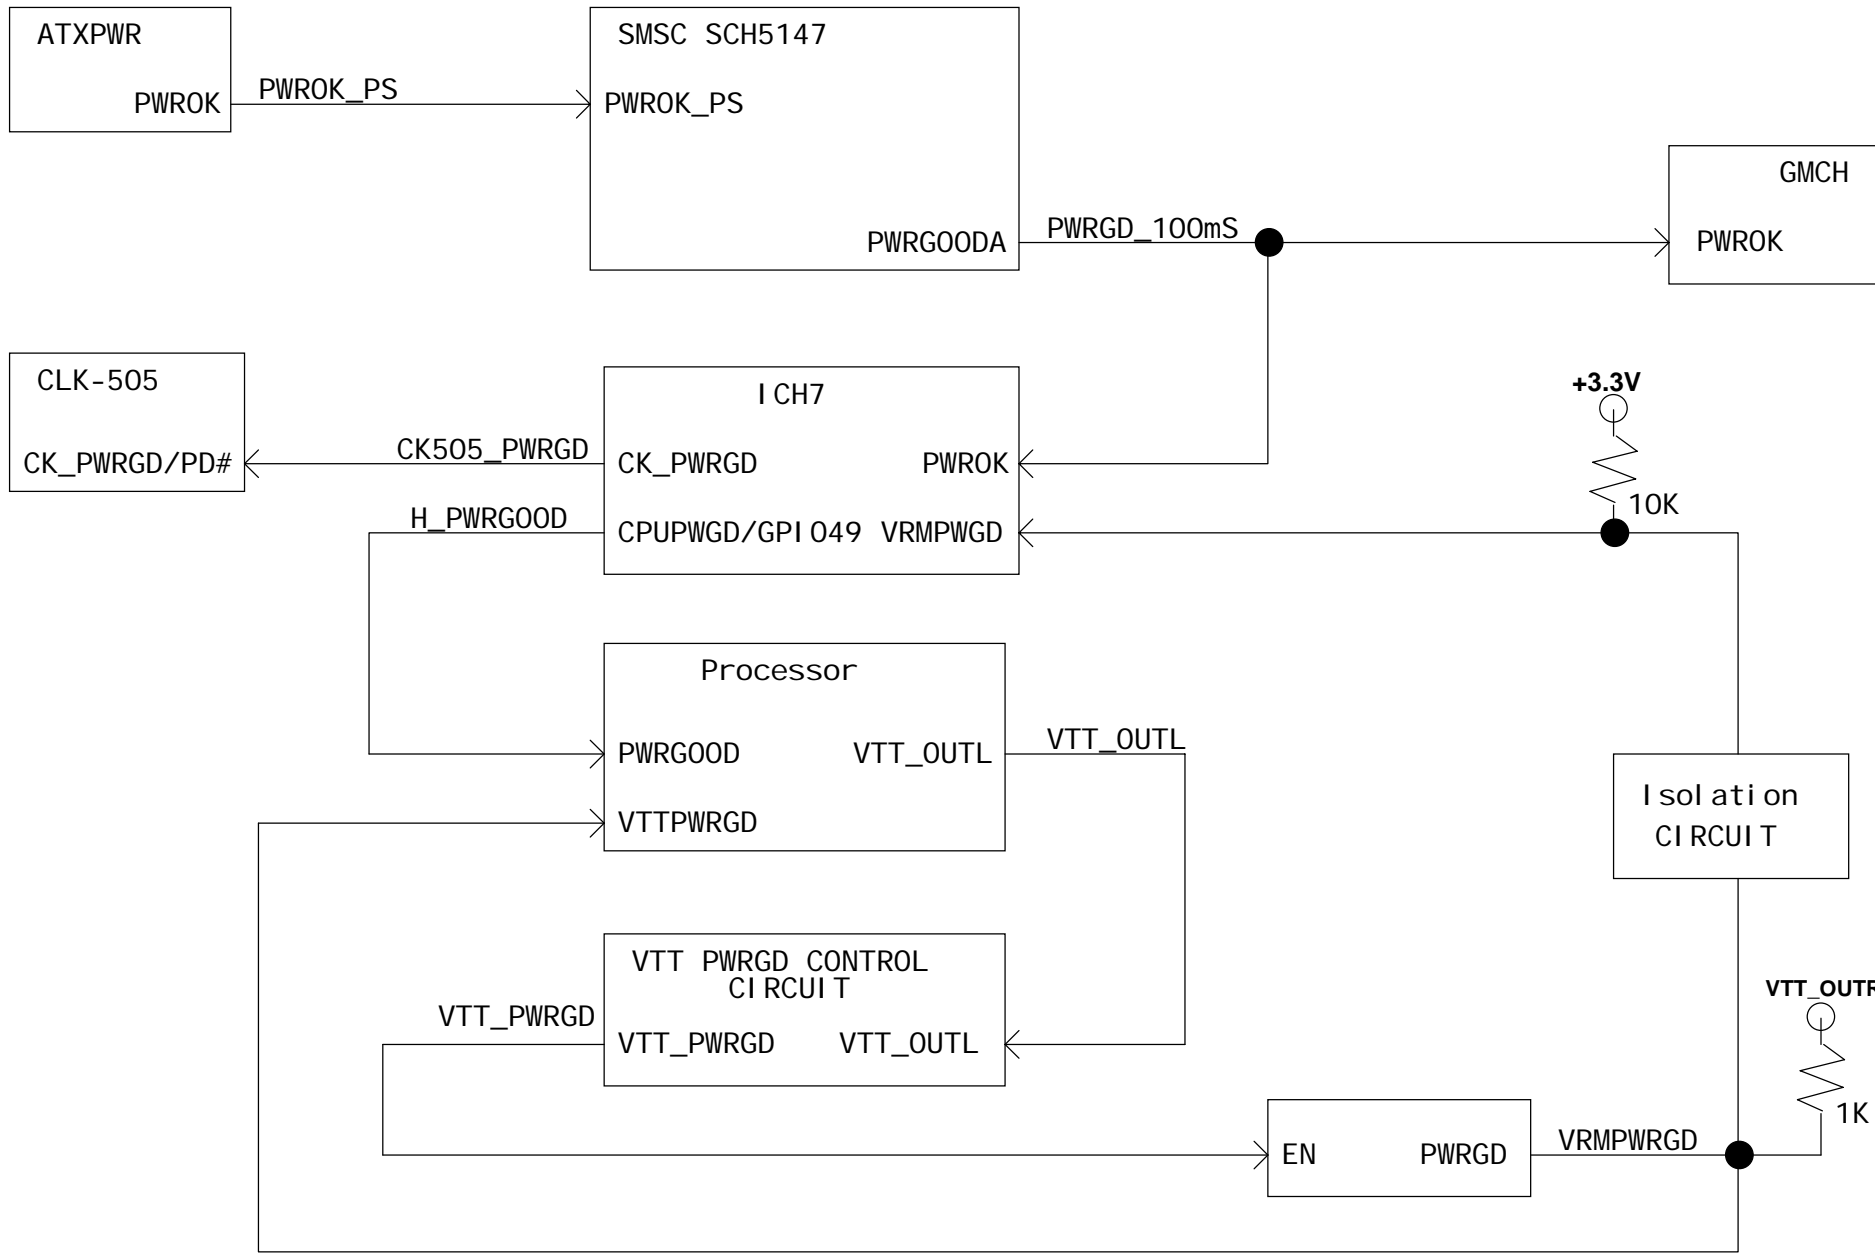 ATXPWR
PWROK
PWROK_PS
SMSC SCH5147
PWROK_PS
PWRGOODA
PWRGD_100mS
GMCH
PWROK
CLK-505
CK_PWRGD/PD#
CK505_PWRGD
H_PWRGOOD
ICH7
CK_PWRGD
PWROK
CPUPWGD/GPIO49
VRMPWGD
+3.3V
10K
Processor
PWRGOOD
VTT_OUTL
VTTPWRGD
VTT_OUTL
Isolation
CIRCUIT
VTT PWRGD CONTROL
CIRCUIT
VTT_PWRGD
VTT_PWRGD
VTT_OUTL
VTT_OUTR
1K
EN
PWRGD
VRMPWRGD